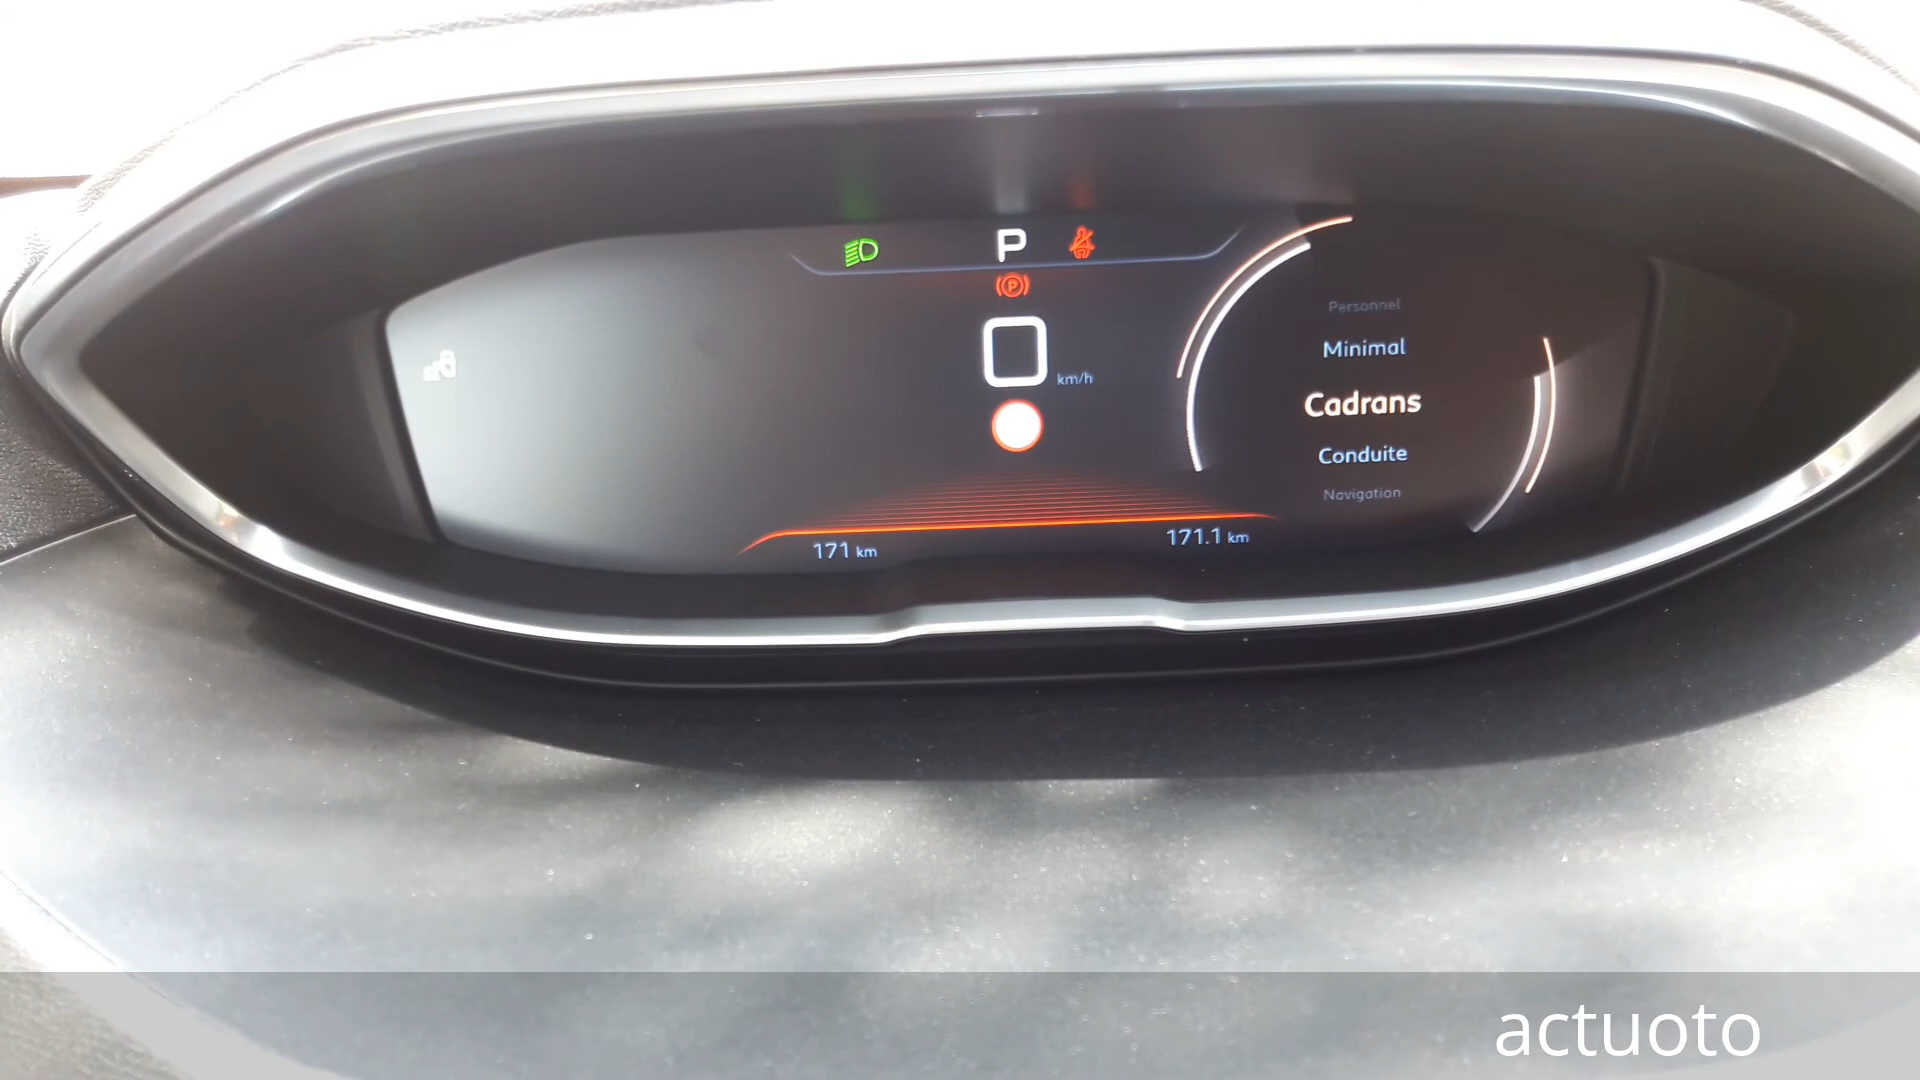 P
P
0 km/h
Personnel
Minimal
Cadrans
Conduite
Navigation
171 km
171.1 km
actuoto